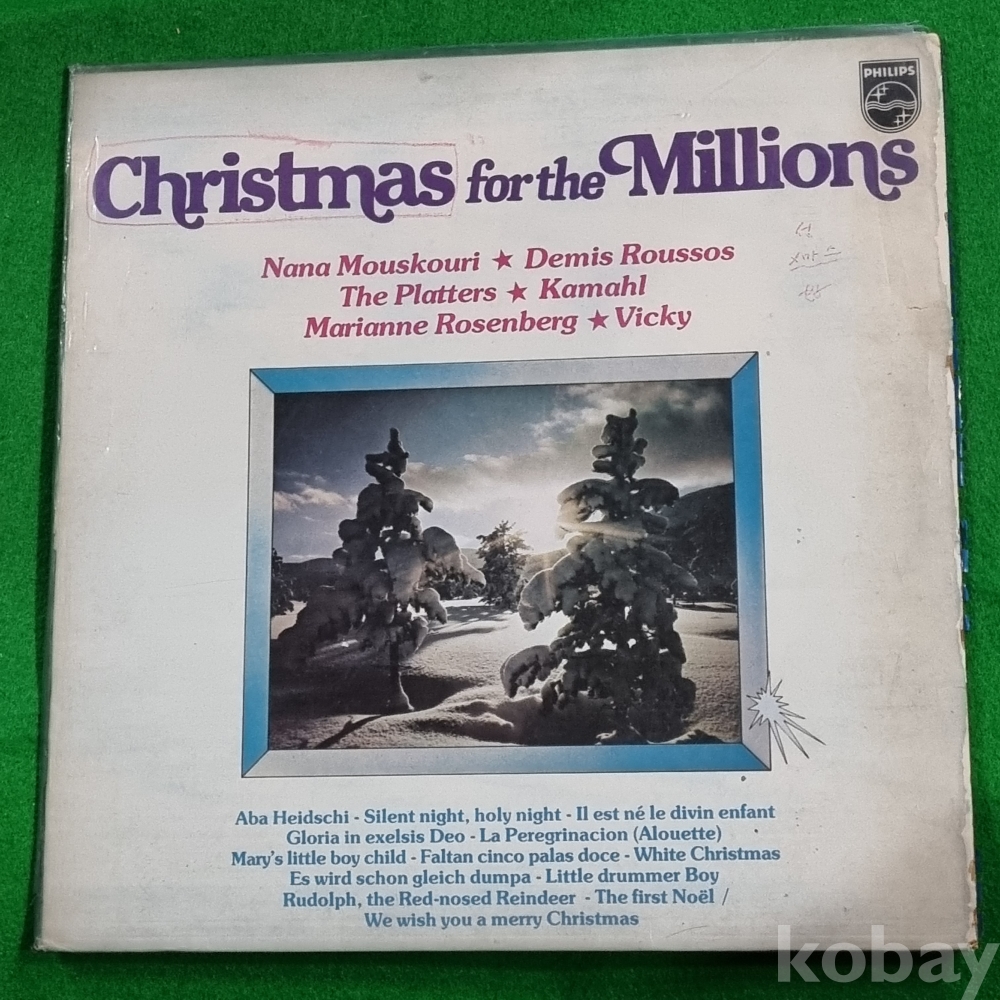 PHILIPS
Christmas for the Millions
Nana Mouskouri ★ Demis Roussos
The Platters ★ Kamahl
Marianne Rosenberg ★ Vicky
Aba Heidschi - Silent night, holy night - Il est né le divin enfant
Gloria in exelsis Deo - La Peregrinacion (Alouette)
Mary's little boy child - Faltan cinco palas doce - White Christmas
Es wird schon gleich dumpa - Little drummer Boy
Rudolph, the Red-nosed Reindeer - The first Noël /
We wish you a merry Christmas
kobay